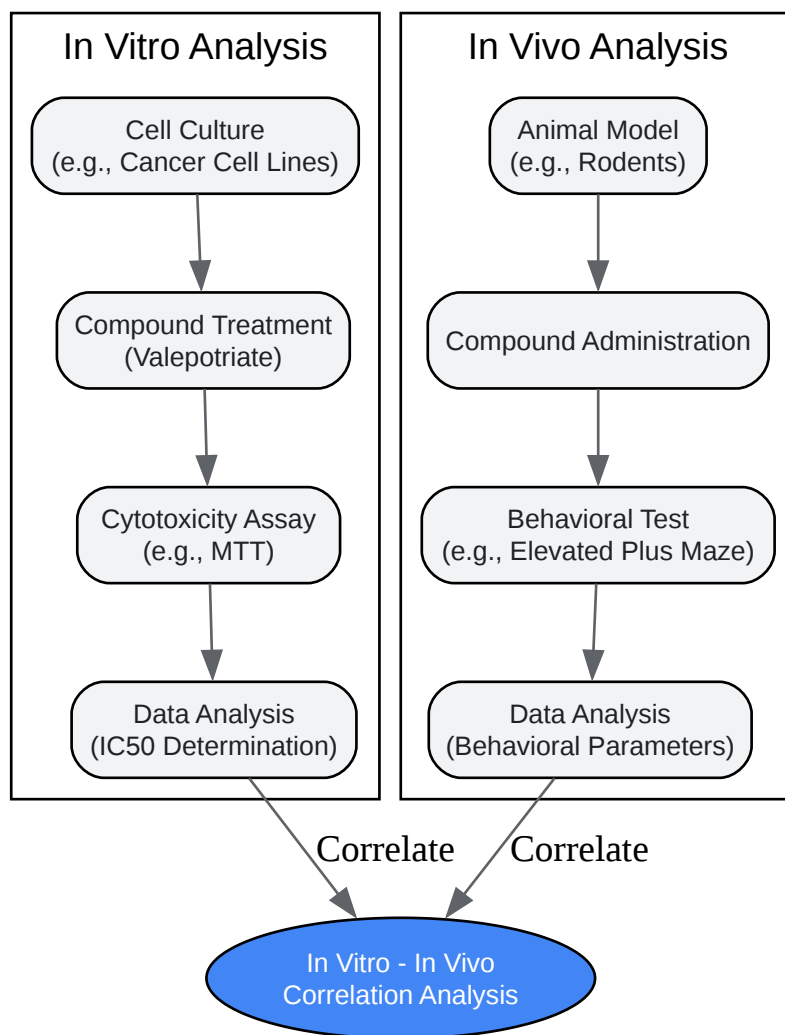 In Vitro Analysis
Cell Culture
(e.g., Cancer Cell Lines)
Compound Treatment
(Valepotriate)
Cytotoxicity Assay
(e.g., MTT)
Data Analysis
(IC50 Determination)
In Vivo Analysis
Animal Model
(e.g., Rodents)
Compound Administration
Behavioral Test
(e.g., Elevated Plus Maze)
Data Analysis
(Behavioral Parameters)
Correlate
Correlate
In Vitro - In Vivo
Correlation Analysis